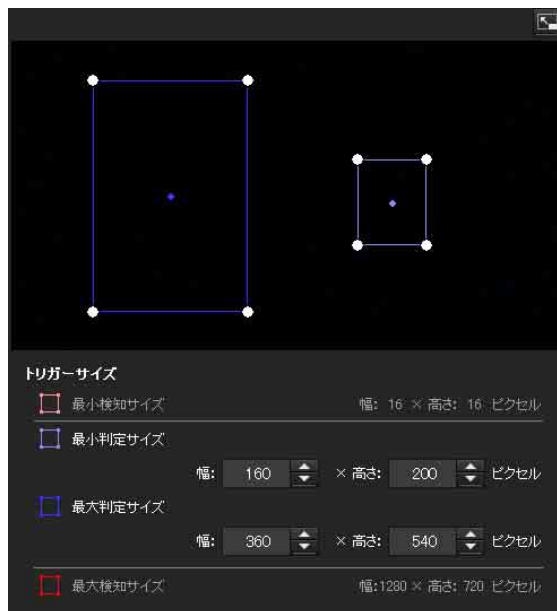 トリガーサイズ
最小検知サイズ 幅: 16 × 高さ: 16 ピクセル
最小判定サイズ
幅: 160 × 高さ: 200 ピクセル
最大判定サイズ
幅: 360 × 高さ: 540 ピクセル
最大検知サイズ 幅:1280 × 高さ: 720 ピクセル